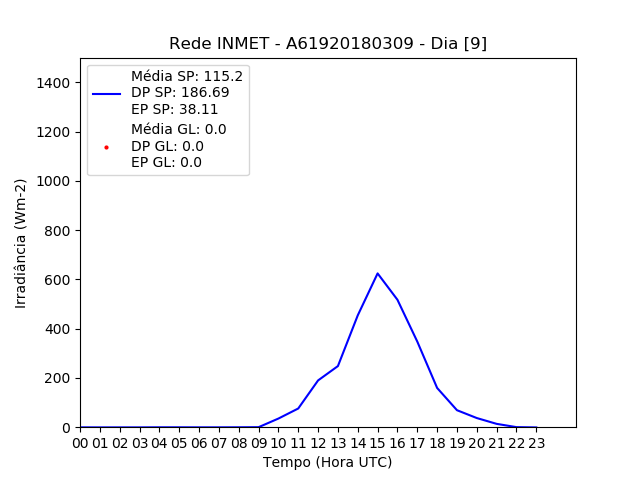 Rede INMET - A61920180309 - Dia [9]
Média SP: 115.2
DP SP: 186.69
EP SP: 38.11
Média GL: 0.0
DP GL: 0.0
EP GL: 0.0
1400
1200
1000
800
600
400
200
0
Irradiância (Wm-2)
00 01 02 03 04 05 06 07 08 09 10 11 12 13 14 15 16 17 18 19 20 21 22 23
Tempo (Hora UTC)